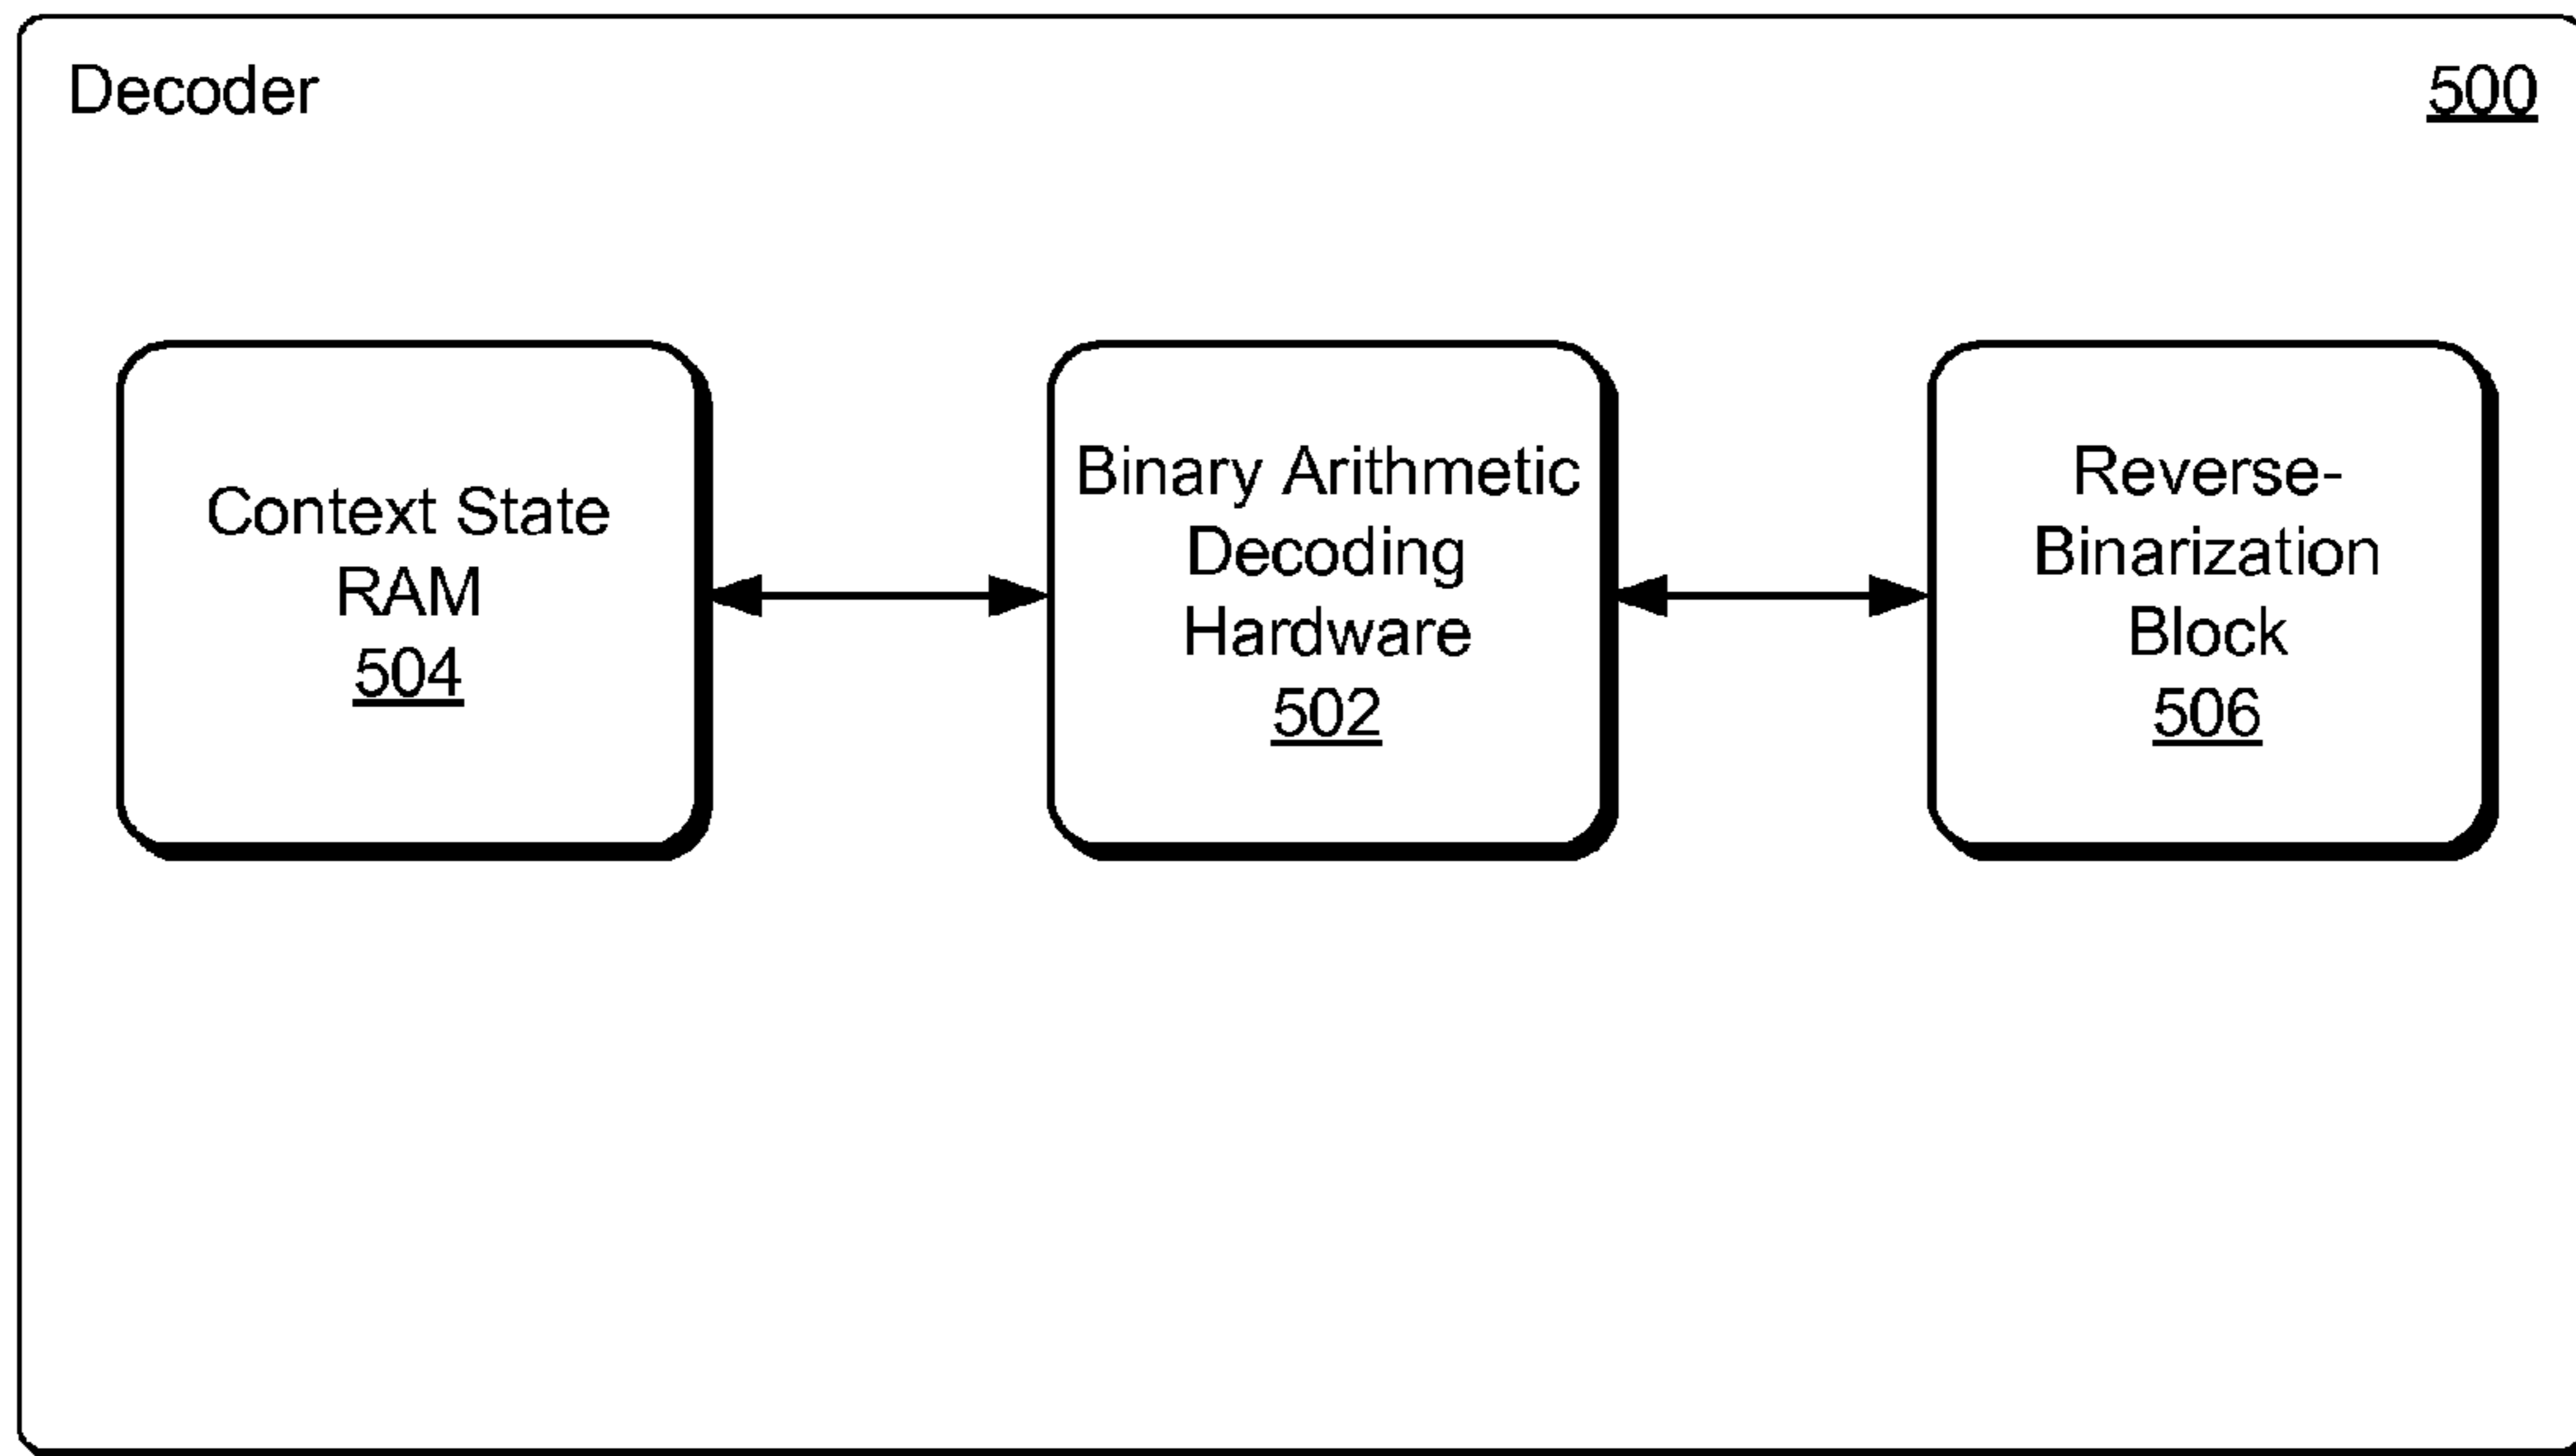 Decoder
500
Context State
RAM
504
Binary Arithmetic
Decoding
Hardware
502
Reverse-
Binarization
Block
506